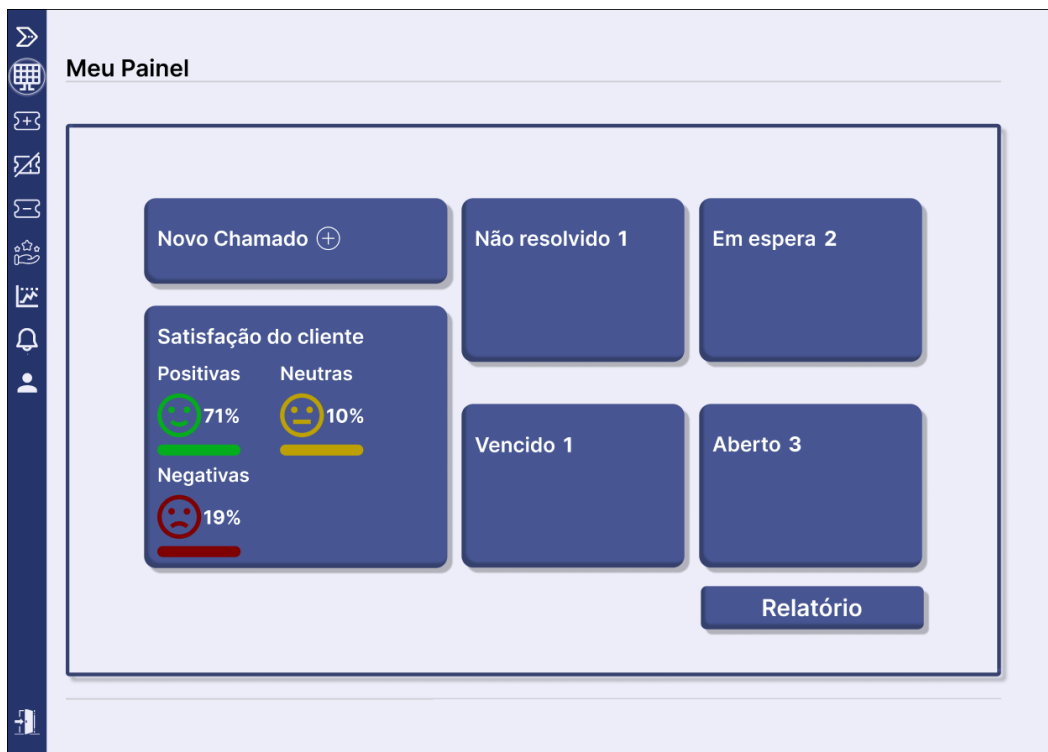 Meu Painel
Novo Chamado
Não resolvido 1
Em espera 2
Satisfação do cliente
Positivas
Neutras
71%
10%
Negativas
19%
Vencido 1
Aberto 3
Relatório